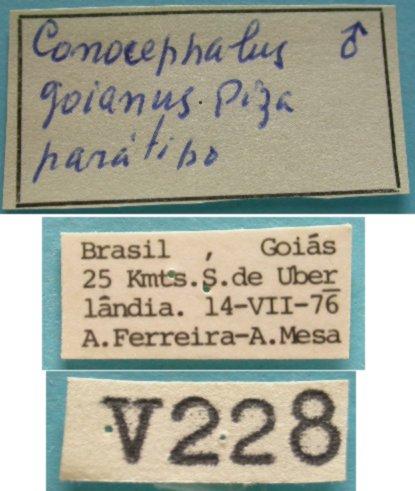 Conocephalus ♂
goianus Piza
parátipo
Brasil , Goiás
25 Kmts.S.de Uber
lândia. 14-VII-76
A.Ferreira-A.Mesa
V228